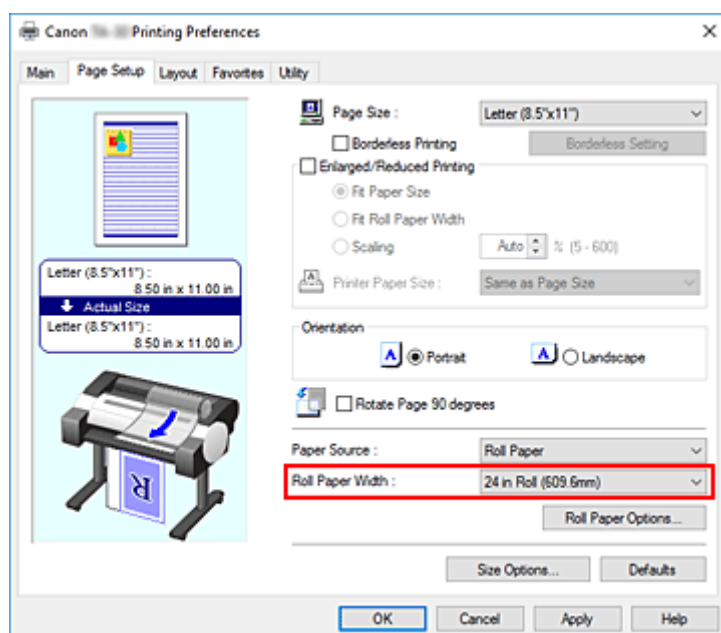 Canon Printing Preferences
Main Page Setup Layout Favorites Utility
Page Size : Letter (8.5"x11")
Borderless Printing Borderless Setting
Enlarged/Reduced Printing
Fit Paper Size
Fit Roll Paper Width
Scaling Auto % (5 - 600)
Printer Paper Size : Same as Page Size
Letter (8.5"x11") :
8.50 in x 11.00 in
Actual Size
Letter (8.5"x11") :
8.50 in x 11.00 in
Orientation
A Portrait A Landscape
Rotate Page 90 degrees
Paper Source : Roll Paper
Roll Paper Width : 24 in Roll (609.6mm)
Roll Paper Options...
R
Size Options... Defaults
OK Cancel Apply Help